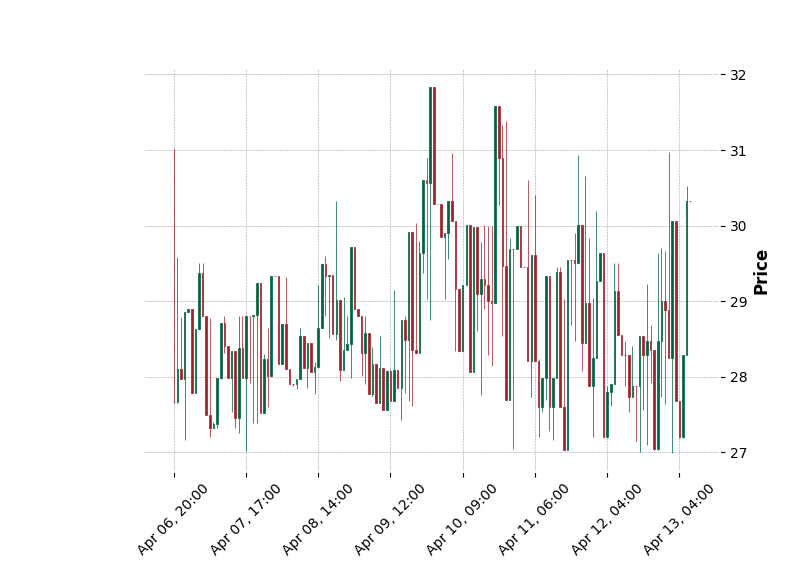 32
31
30
29
28
27
Price
Apr 06, 20:00
Apr 07, 17:00
Apr 08, 14:00
Apr 09, 12:00
Apr 10, 09:00
Apr 11, 06:00
Apr 12, 04:00
Apr 13, 04:00